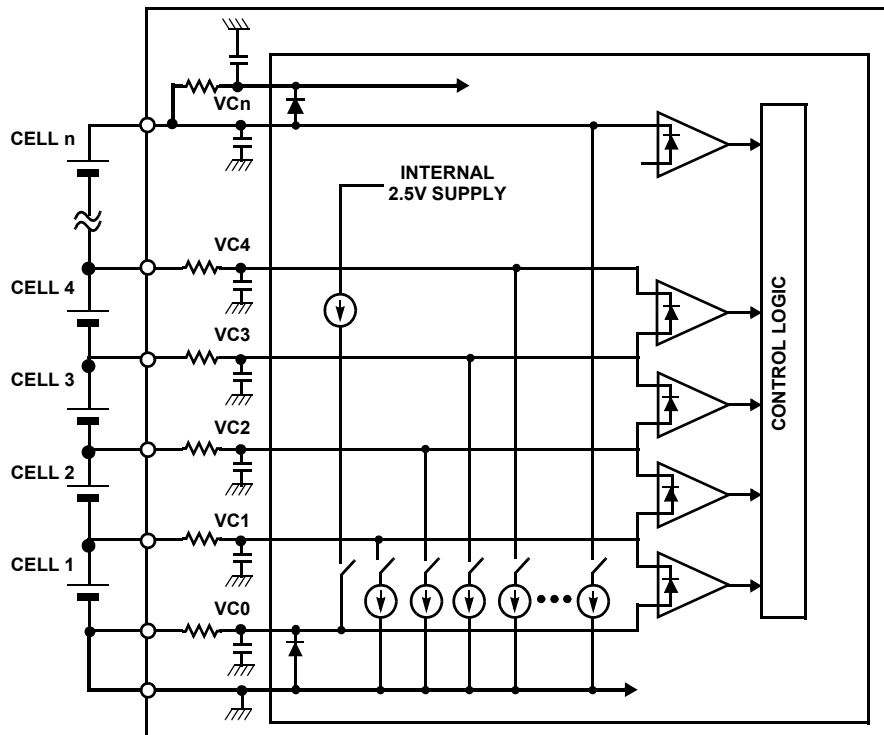 VCn
CELL n
INTERNAL
2.5V SUPPLY
VC4
CELL 4
VC3
CELL 3
VC2
CELL 2
VC1
CELL 1
VC0
CONTROL LOGIC